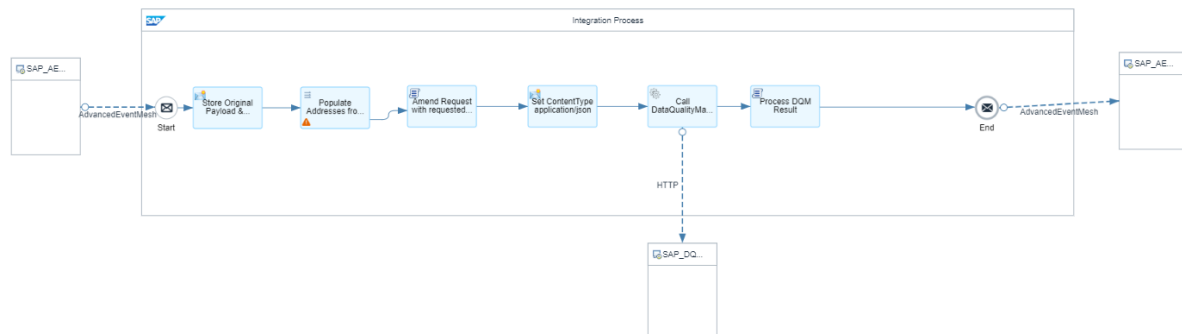 SAP
Integration Process
SAP_AE...
SAP_AE...
AdvancedEventMesh
Start
Store Original
Payload &...
Populate
Addresses fro...
Amend Request
with requested...
Set ContentType
application/json
Call
DataQualityMa...
Process DQM
Result
End
AdvancedEventMesh
HTTP
SAP_DQ...